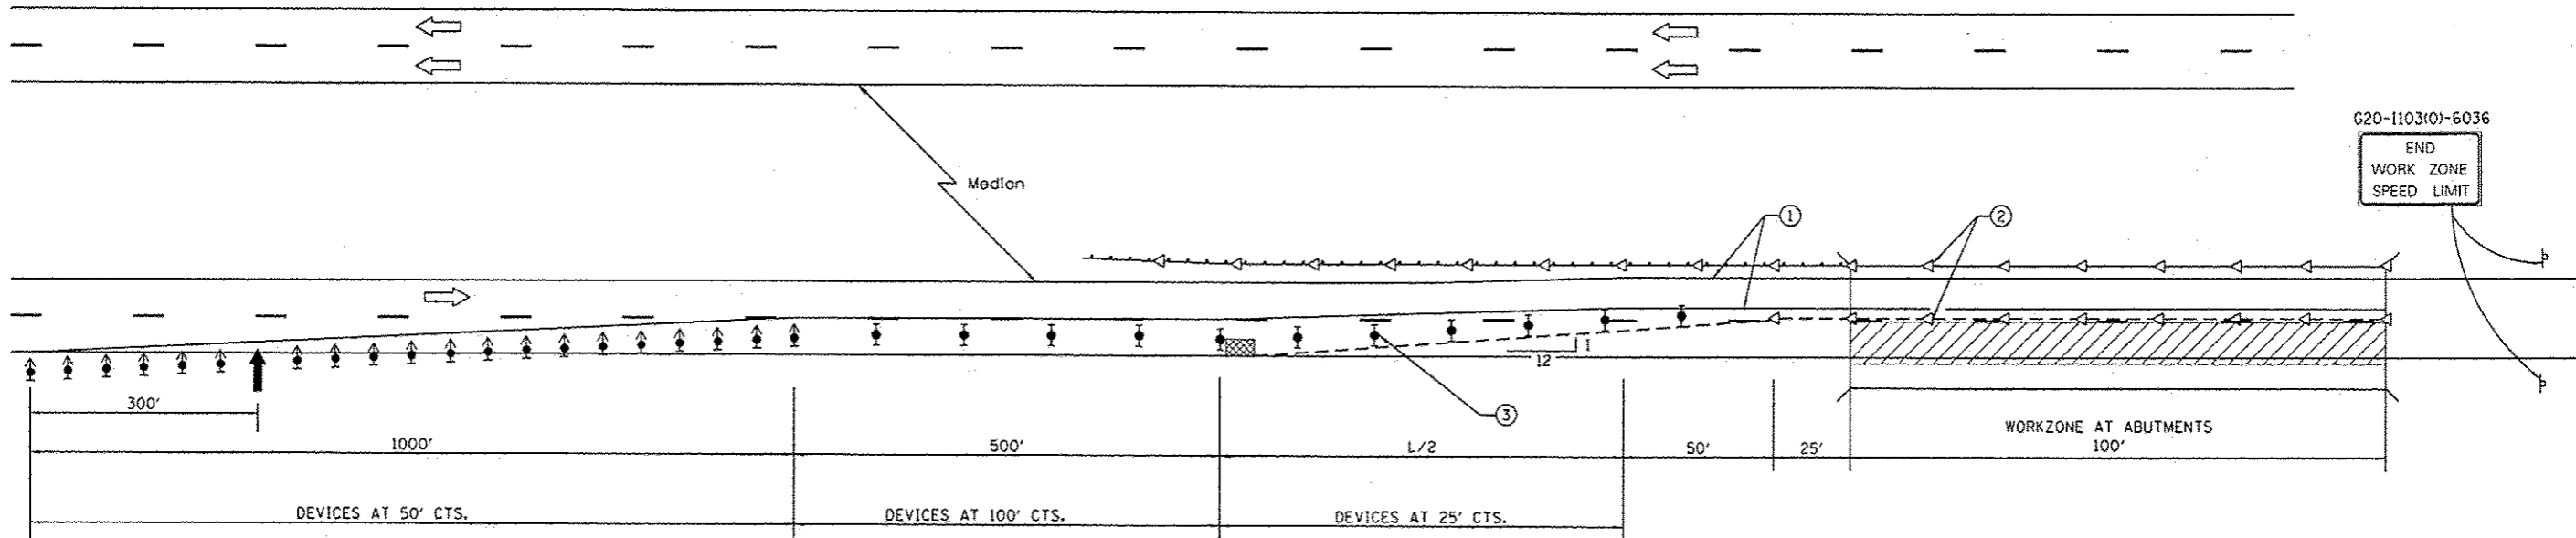 G20-1103(0)-6036
END
WORK ZONE
SPEED LIMIT
Median
1
2
1
12
3
300'
1000'
500'
L/2
50'
25'
WORKZONE AT ABUTMENTS
100'
DEVICES AT 50' CTS.
DEVICES AT 100' CTS.
DEVICES AT 25' CTS.